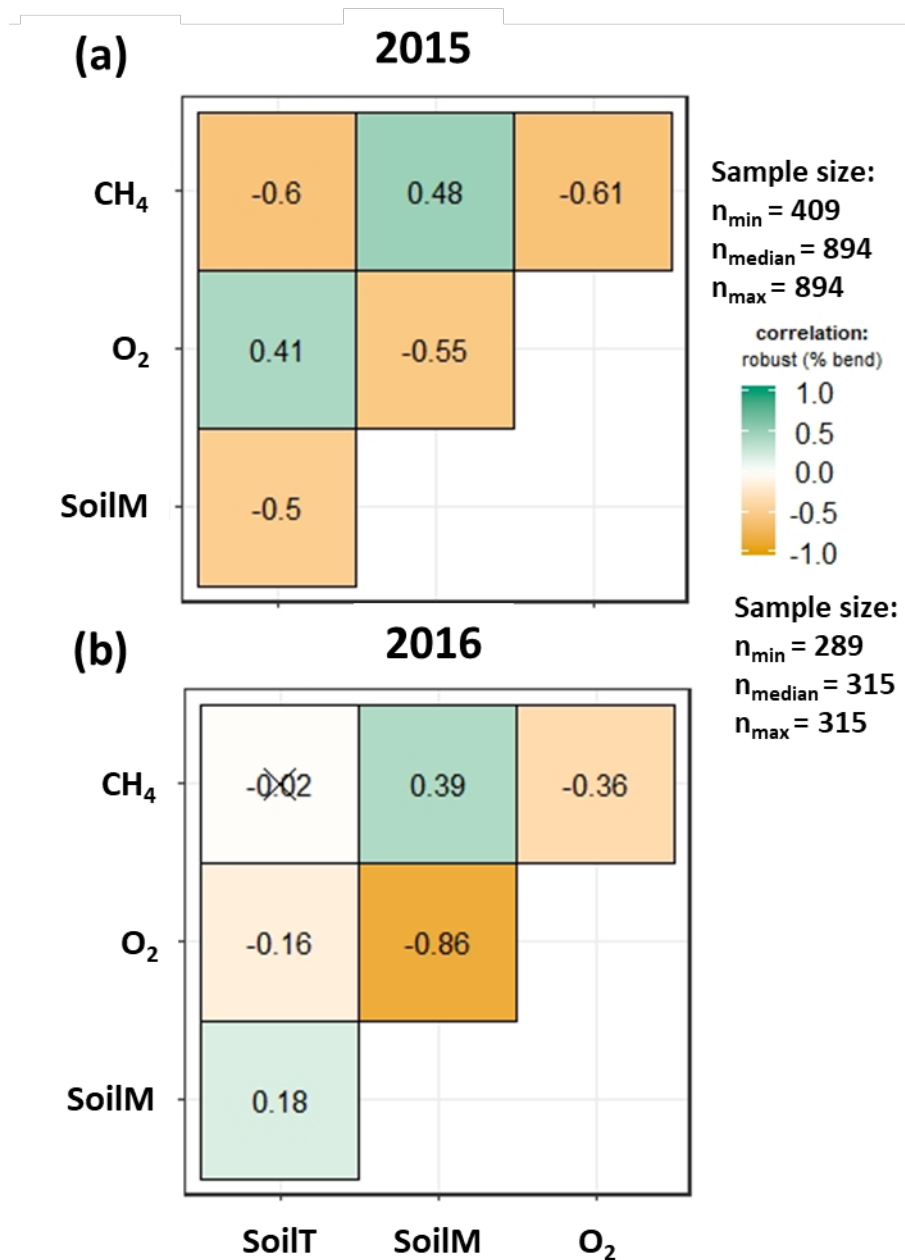 (a) 2015
CH₄ -0.6 0.48 -0.61
O₂ 0.41 -0.55
SoilM -0.5
Sample size:
nmin = 409
nmedian = 894
nmax = 894
correlation:
robust (% bend)
1.0
0.5
0.0
-0.5
-1.0
Sample size:
nmin = 289
nmedian = 315
nmax = 315
(b) 2016
CH₄ -0.02 0.39 -0.36
O₂ -0.16 -0.86
SoilM 0.18
SoilT SoilM O₂